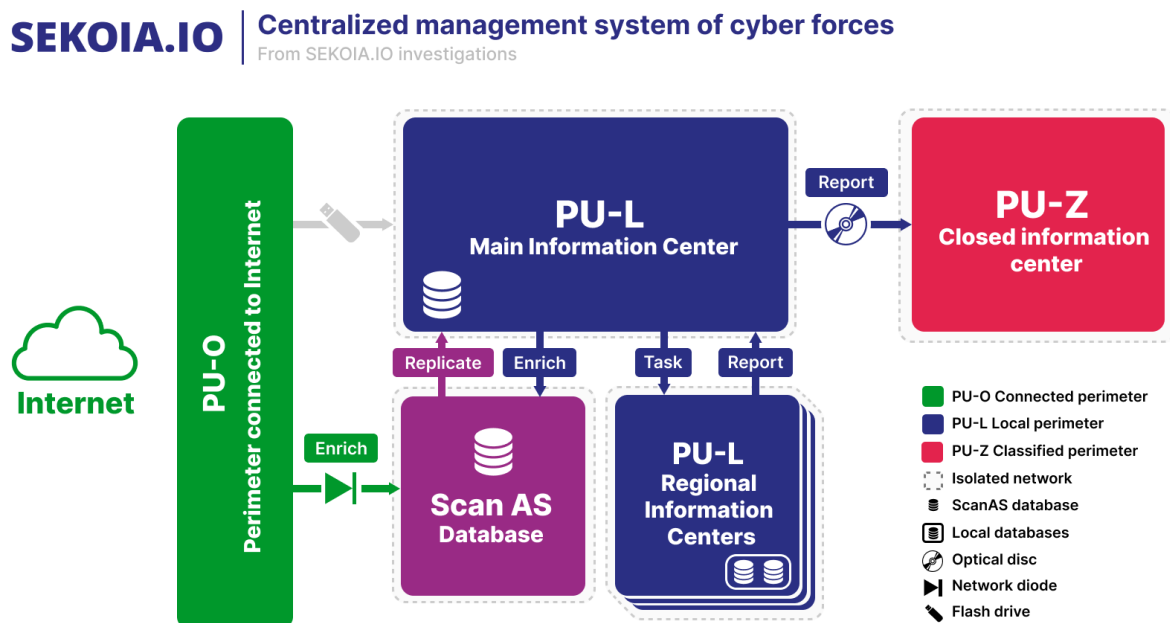 SEKOIA.IO
Centralized management system of cyber forces
From SEKOIA.IO investigations
Internet
PU-O
Perimeter connected to Internet
PU-L
Main Information Center
Report
PU-Z
Closed information
center
Replicate
Enrich
Task
Report
Enrich
Scan AS
Database
PU-L
Regional
Information
Centers
PU-O Connected perimeter
PU-L Local perimeter
PU-Z Classified perimeter
Isolated network
ScanAS database
Local databases
Optical disc
Network diode
Flash drive